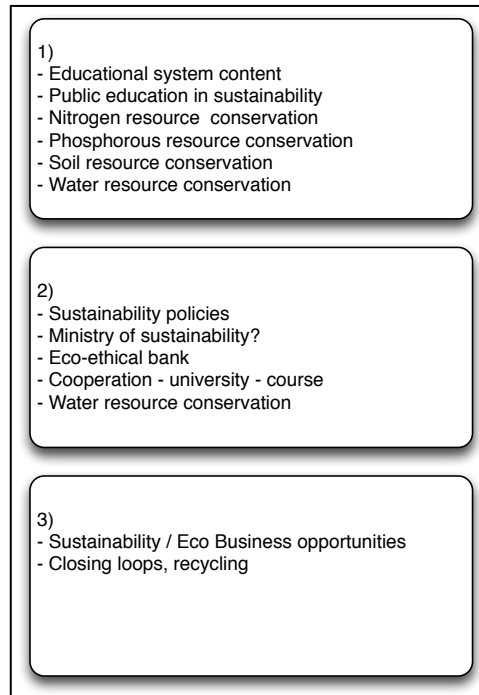 1)
- Educational system content
- Public education in sustainability
- Nitrogen resource conservation
- Phosphorous resource conservation
- Soil resource conservation
- Water resource conservation
2)
- Sustainability policies
- Ministry of sustainability?
- Eco-ethical bank
- Cooperation - university - course
- Water resource conservation
3)
- Sustainability / Eco Business opportunities
- Closing loops, recycling